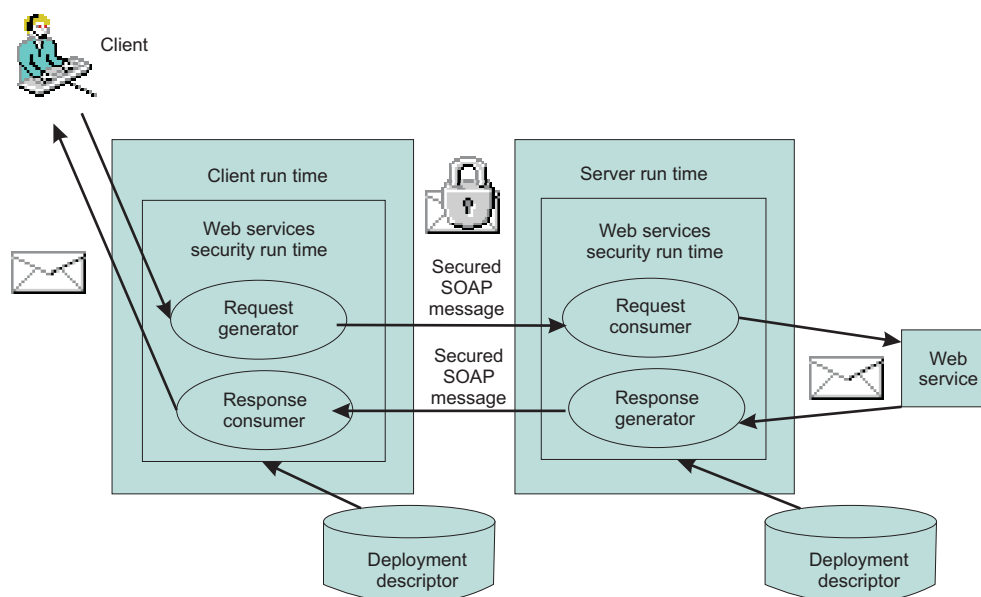 Client
Client run time
Server run time
Web services
security run time
Web services
security run time
Secured
SOAP
message
Request
generator
Request
consumer
Secured
SOAP
message
Web
service
Response
consumer
Response
generator
Deployment
descriptor
Deployment
descriptor